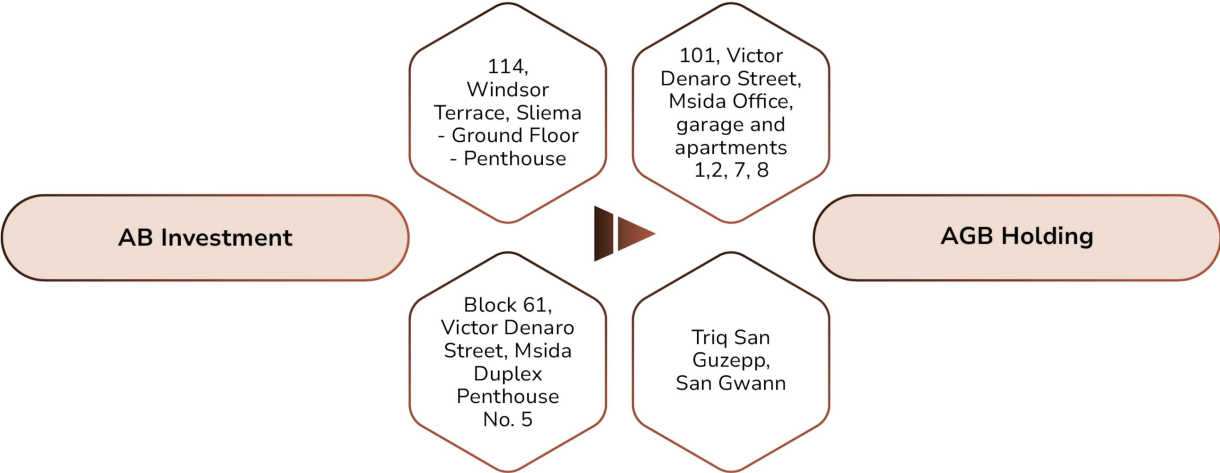 AB Investment
114,
Windsor
Terrace, Sliema
- Ground Floor
- Penthouse
101, Victor
Denaro Street,
Msida Office,
garage and
apartments
1,2, 7, 8
Block 61,
Victor Denaro
Street, Msida
Duplex
Penthouse
No. 5
Triq San
Guzepp,
San Gwann
AGB Holding